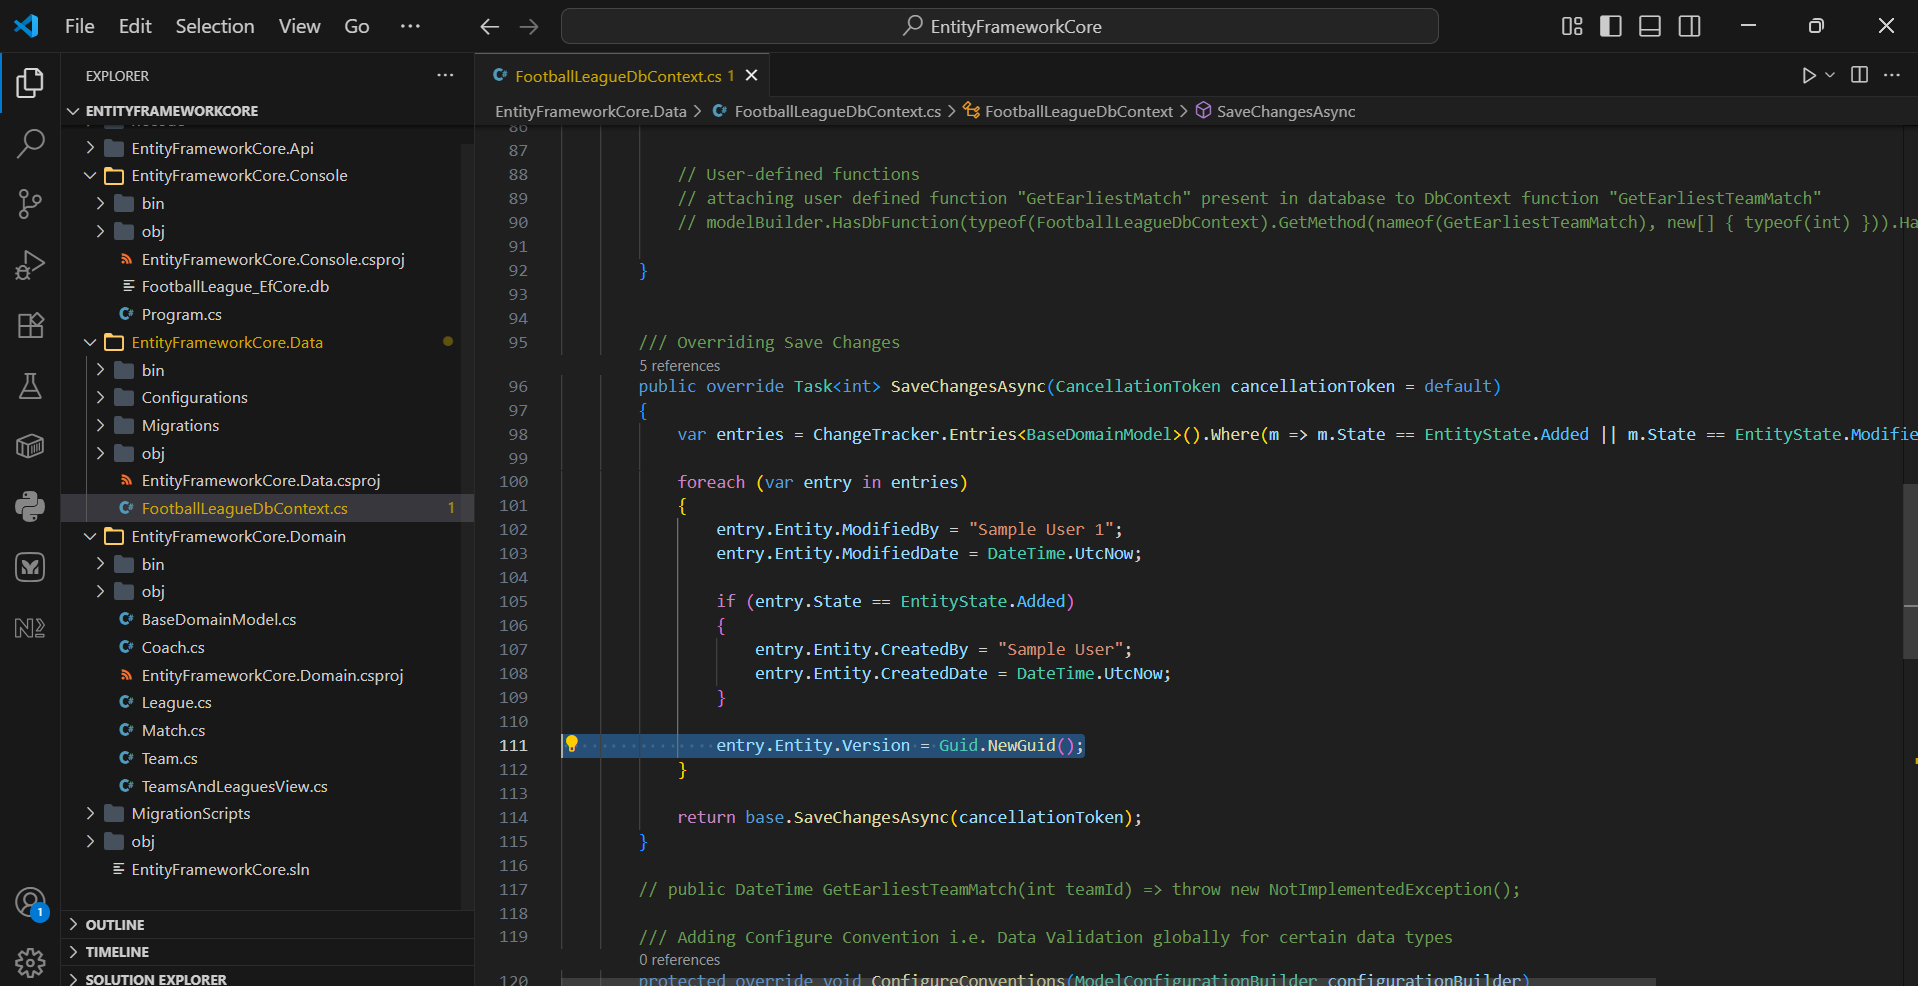 File Edit Selection View Go ··· EntityFrameworkCore
EXPLORER ···
ENTITYFRAMEWORKCORE
EntityFrameworkCore.Api
EntityFrameworkCore.Console
bin
obj
EntityFrameworkCore.Console.csproj
FootballLeague_EfCore.db
Program.cs
EntityFrameworkCore.Data
bin
Configurations
Migrations
obj
EntityFrameworkCore.Data.csproj
FootballLeagueDbContext.cs 1
EntityFrameworkCore.Domain
bin
obj
BaseDomainModel.cs
Coach.cs
EntityFrameworkCore.Domain.csproj
League.cs
Match.cs
Team.cs
TeamsAndLeaguesView.cs
MigrationScripts
obj
EntityFrameworkCore.sln
OUTLINE
TIMELINE
SOLUTION EXPLORER
1
FootballLeagueDbContext.cs 1
EntityFrameworkCore.Data > FootballLeagueDbContext.cs > FootballLeagueDbContext > SaveChangesAsync
86
87
88 // User-defined functions
89 // attaching user defined function "GetEarliestMatch" present in database to DbContext function "GetEarliestTeamMatch"
90 // modelBuilder.HasDbFunction(typeof(FootballLeagueDbContext).GetMethod(nameof(GetEarliestTeamMatch), new[] { typeof(int) })).Ha
91
92 }
93
94
95 /// Overriding Save Changes
5 references
96 public override Task<int> SaveChangesAsync(CancellationToken cancellationToken = default)
97 {
98 var entries = ChangeTracker.Entries<BaseDomainModel>().Where(m => m.State == EntityState.Added || m.State == EntityState.Modifie
99
100 foreach (var entry in entries)
101 {
102 entry.Entity.ModifiedBy = "Sample User 1";
103 entry.Entity.ModifiedDate = DateTime.UtcNow;
104
105 if (entry.State == EntityState.Added)
106 {
107 entry.Entity.CreatedBy = "Sample User";
108 entry.Entity.CreatedDate = DateTime.UtcNow;
109 }
110
111 entry.Entity.Version = Guid.NewGuid();
112 }
113
114 return base.SaveChangesAsync(cancellationToken);
115 }
116
117 // public DateTime GetEarliestTeamMatch(int teamId) => throw new NotImplementedException();
118
119 /// Adding Configure Convention i.e. Data Validation globally for certain data types
0 references
120 protected override void ConfigureConventions(ModelConfigurationBuilder configurationBuilder)